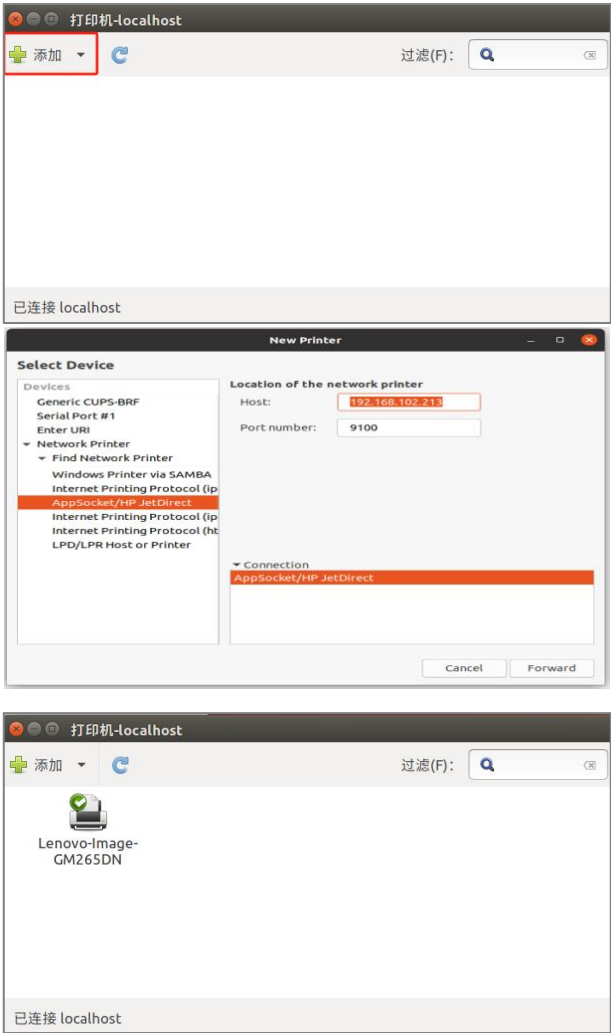 打印机-localhost
添加
过滤(F):
已连接 localhost
New Printer
Select Device
Devices
Generic CUPS-BRF
Serial Port #1
Enter URI
Network Printer
Find Network Printer
Windows Printer via SAMBA
Internet Printing Protocol (ip
AppSocket/HP JetDirect
Internet Printing Protocol (ip
Internet Printing Protocol (ht
LPD/LPR Host or Printer
Location of the network printer
Host: 192.168.102.213
Port number: 9100
Connection
AppSocket/HP JetDirect
Cancel Forward
打印机-localhost
添加
过滤(F):
Lenovo-Image-
GM265DN
已连接 localhost